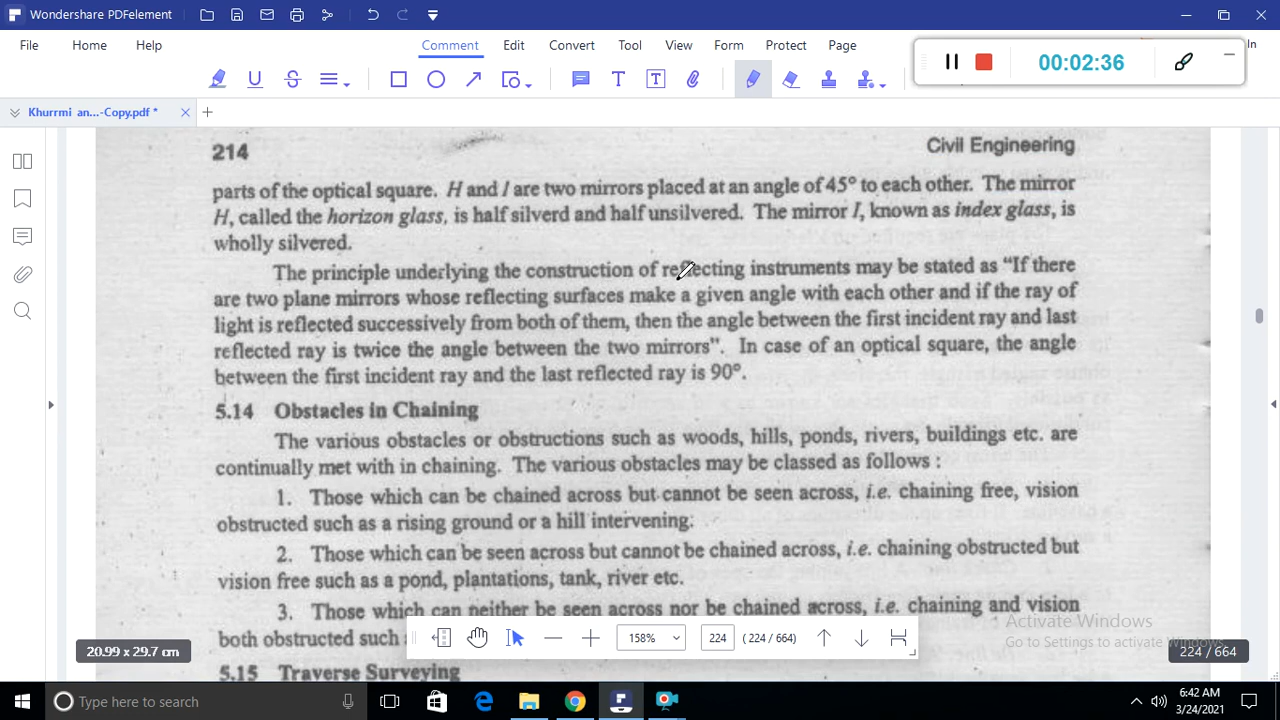 Wondershare PDFelement
File Home Help Comment Edit Convert Tool View Form Protect Page
In
00:02:36
Khurrmi an...-Copy.pdf *
214 Civil Engineering
parts of the optical square. H and I are two mirrors placed at an angle of 45° to each other. The mirror
H, called the horizon glass, is half silverd and half unsilvered. The mirror I, known as index glass, is
wholly silvered.
The principle underlying the construction of reflecting instruments may be stated as "If there
are two plane mirrors whose reflecting surfaces make a given angle with each other and if the ray of
light is reflected successively from both of them, then the angle between the first incident ray and last
reflected ray is twice the angle between the two mirrors". In case of an optical square, the angle
between the first incident ray and the last reflected ray is 90°.
5.14 Obstacles in Chaining
The various obstacles or obstructions such as woods, hills, ponds, rivers, buildings etc. are
continually met with in chaining. The various obstacles may be classed as follows :
1. Those which can be chained across but cannot be seen across, i.e. chaining free, vision
obstructed such as a rising ground or a hill intervening.
2. Those which can be seen across but cannot be chained across, i.e. chaining obstructed but
vision free such as a pond, plantations, tank, river etc.
3. Those which can neither be seen across nor be chained across, i.e. chaining and vision
both obstructed such
5.15 Traverse Surveying
158% 224 (224 / 664)
Activate Windows
Go to Settings to activate Windows.
20.99 x 29.7 cm
224 / 664
Type here to search
6:42 AM
3/24/2021